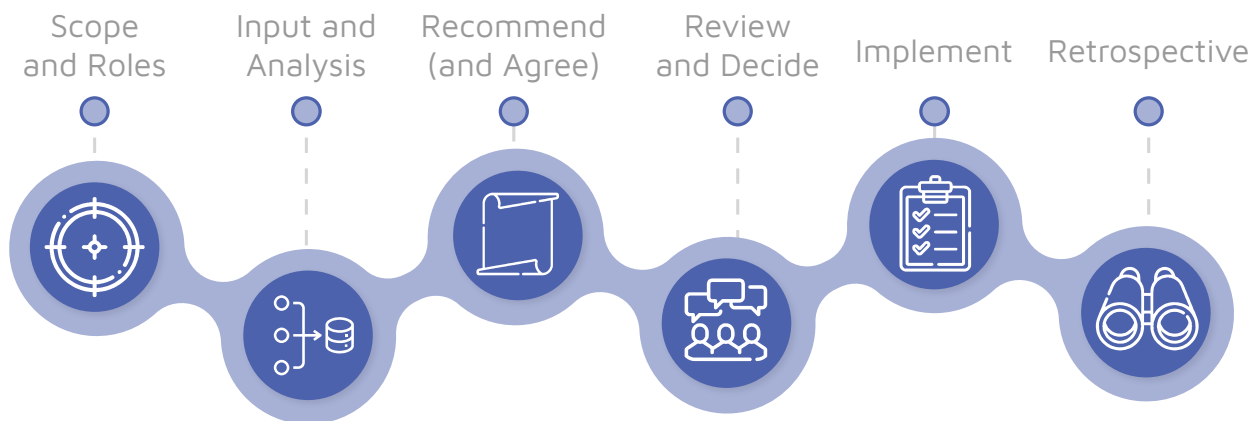 Scope
and Roles
Input and
Analysis
Recommend
(and Agree)
Review
and Decide
Implement
Retrospective